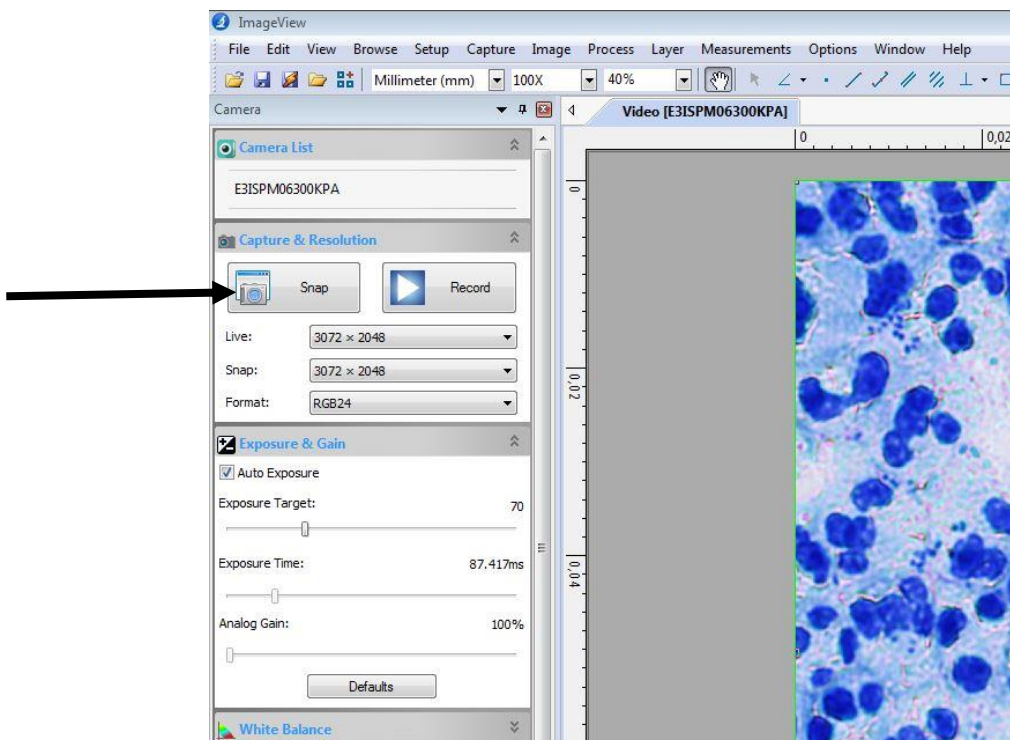 ImageView
File Edit View Browse Setup Capture Image Process Layer Measurements Options Window Help
Millimeter (mm) 100X 40%
Camera
Video [E3ISPM06300KPA]
0 0,02
Camera List
E3ISPM06300KPA
0
Capture & Resolution
Snap Record
Live: 3072 × 2048
Snap: 3072 × 2048
0,02
Format: RGB24
Exposure & Gain
Auto Exposure
Exposure Target: 70
Exposure Time: 87.417ms
0,04
Analog Gain: 100%
Defaults
White Balance